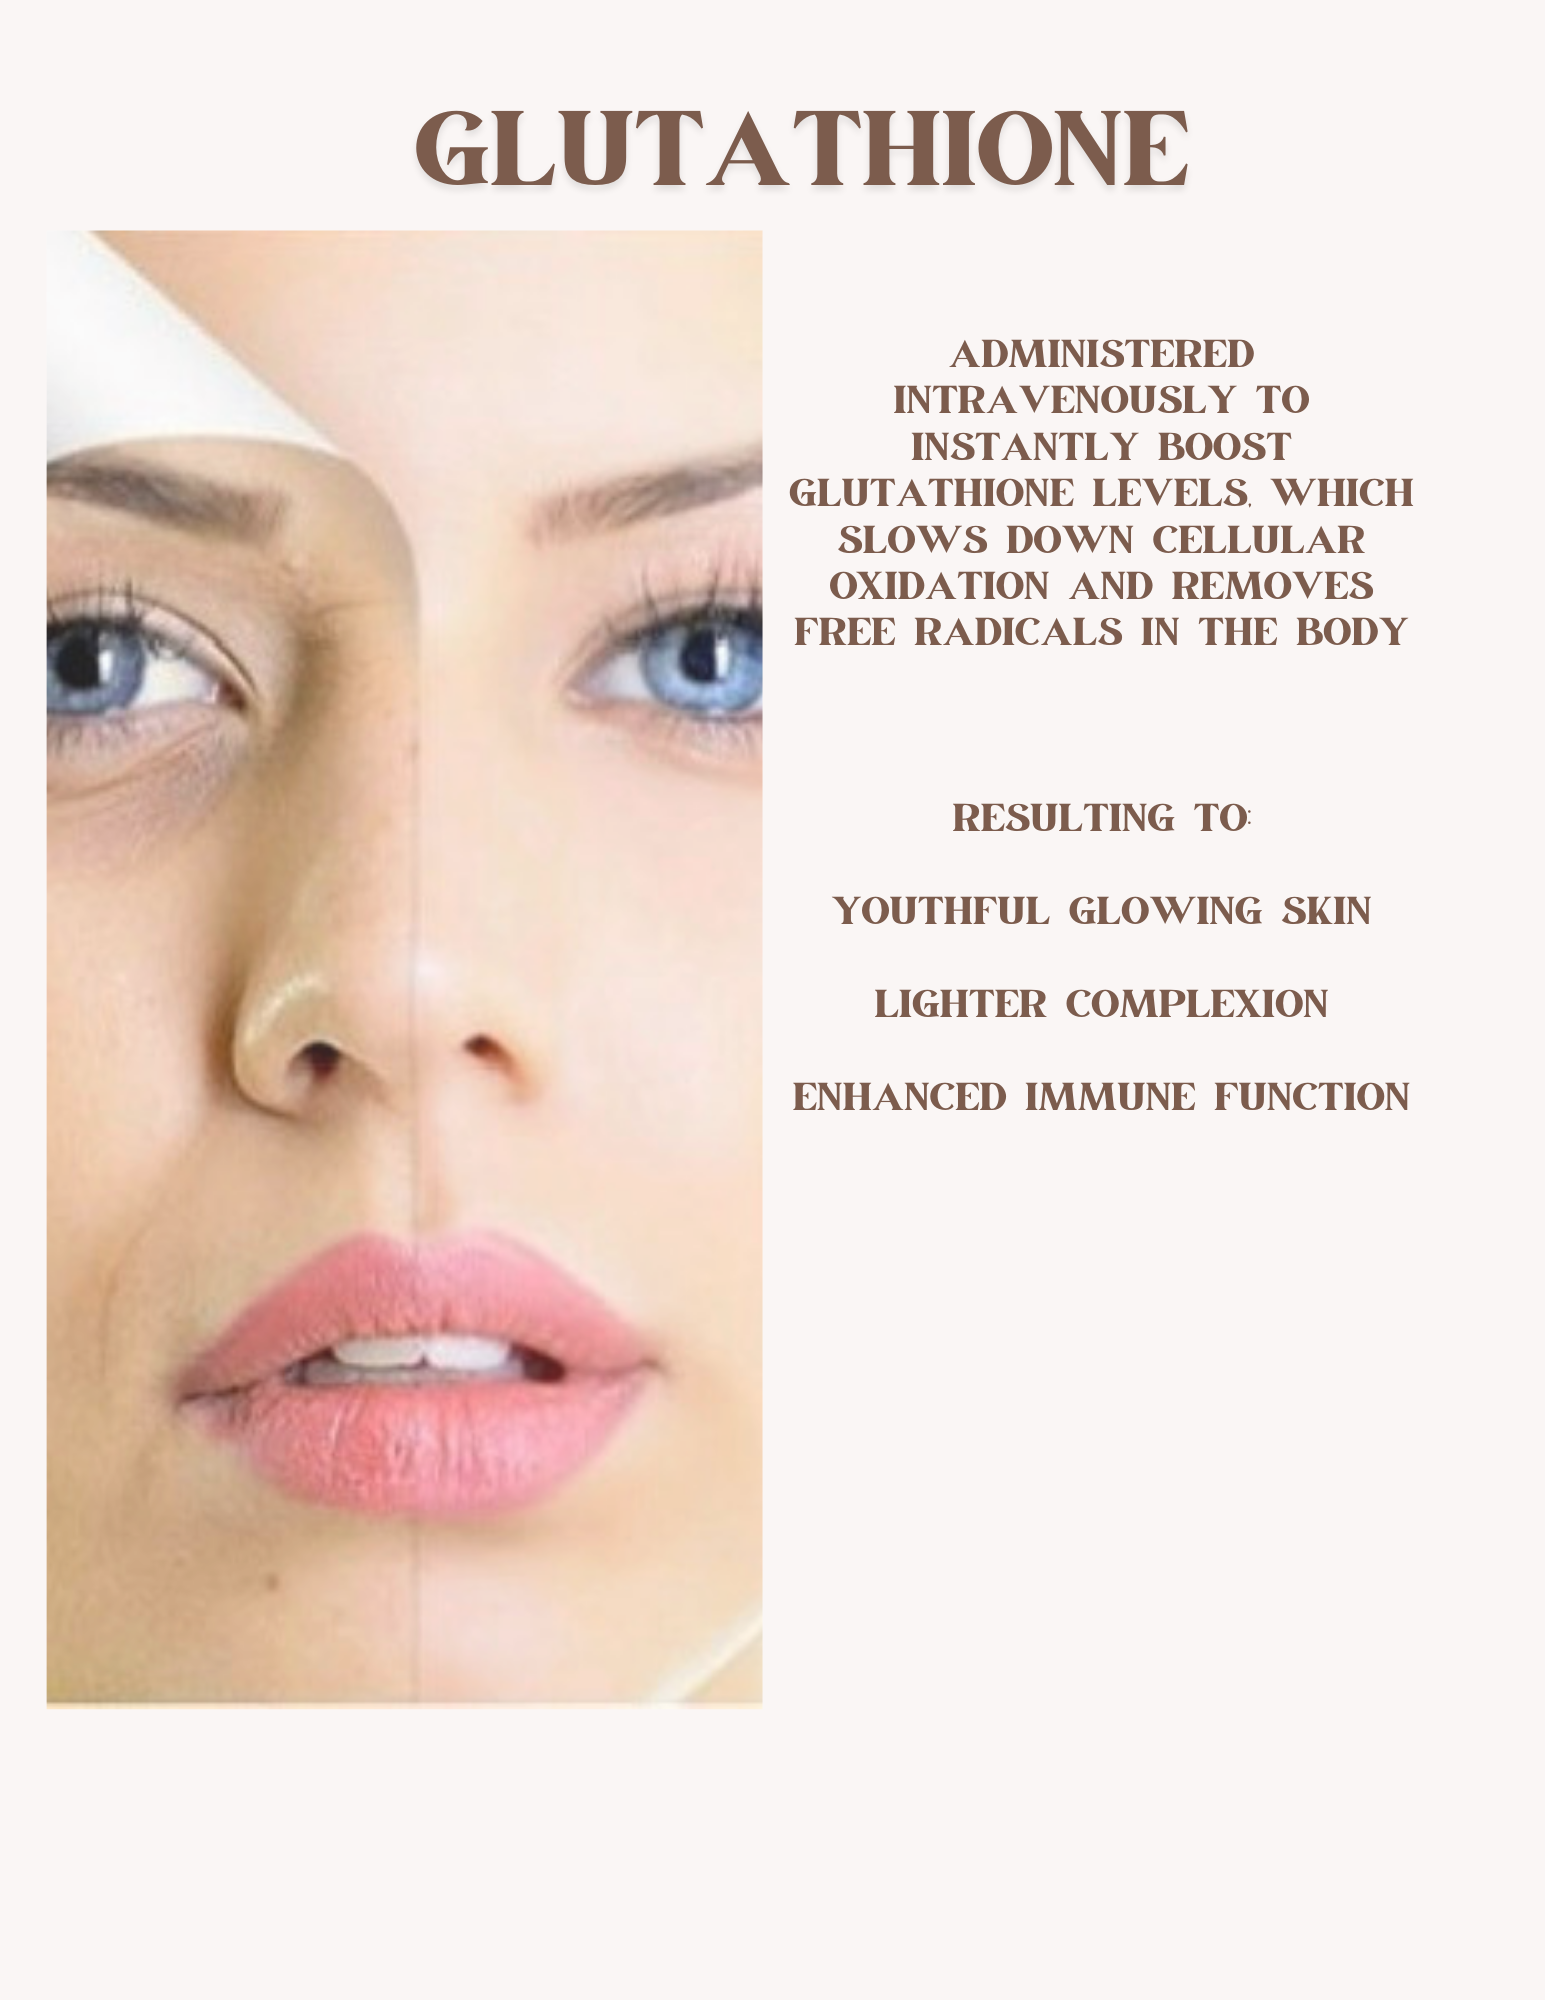 GLUTATHIONE
ADMINISTERED
INTRAVENOUSLY TO
INSTANTLY BOOST
GLUTATHIONE LEVELS, WHICH
SLOWS DOWN CELLULAR
OXIDATION AND REMOVES
FREE RADICALS IN THE BODY
RESULTING TO:
YOUTHFUL GLOWING SKIN
LIGHTER COMPLEXION
ENHANCED IMMUNE FUNCTION